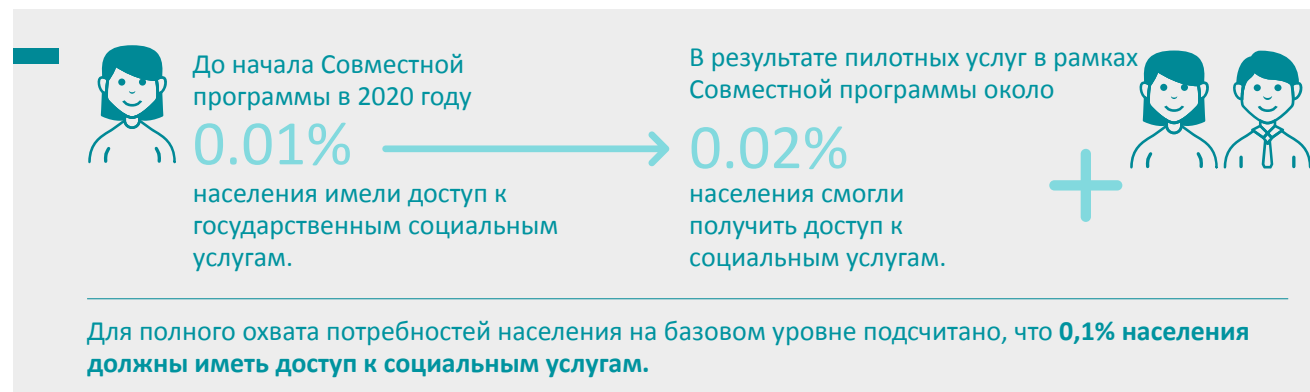 До начала Совместной
программы в 2020 году
0.01%
населения имели доступ к
государственным социальным
услугам.
В результате пилотных услуг в рамках
Совместной программы около
0.02%
населения смогли
получить доступ к
социальным услугам.
Для полного охвата потребностей населения на базовом уровне подсчитано, что 0,1% населения
должны иметь доступ к социальным услугам.